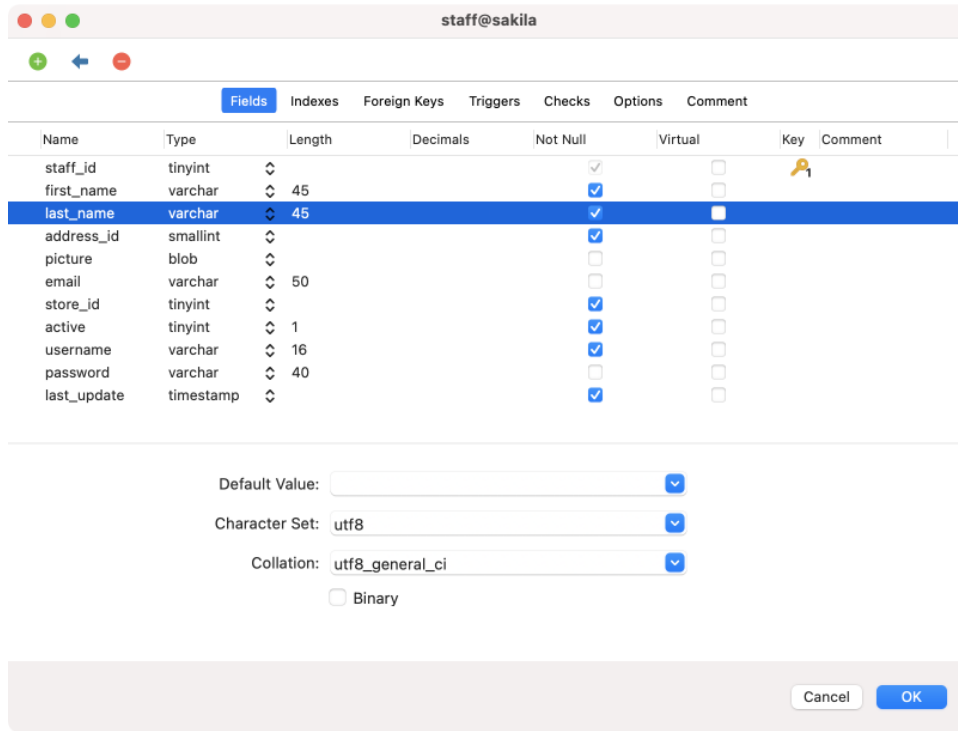 staff@sakila
Fields Indexes Foreign Keys Triggers Checks Options Comment
Name Type Length Decimals Not Null Virtual Key Comment
staff_id tinyint 1
first_name varchar 45
last_name varchar 45
address_id smallint
picture blob
email varchar 50
store_id tinyint
active tinyint 1
username varchar 16
password varchar 40
last_update timestamp
Default Value:
Character Set: utf8
Collation: utf8_general_ci
Binary
Cancel OK